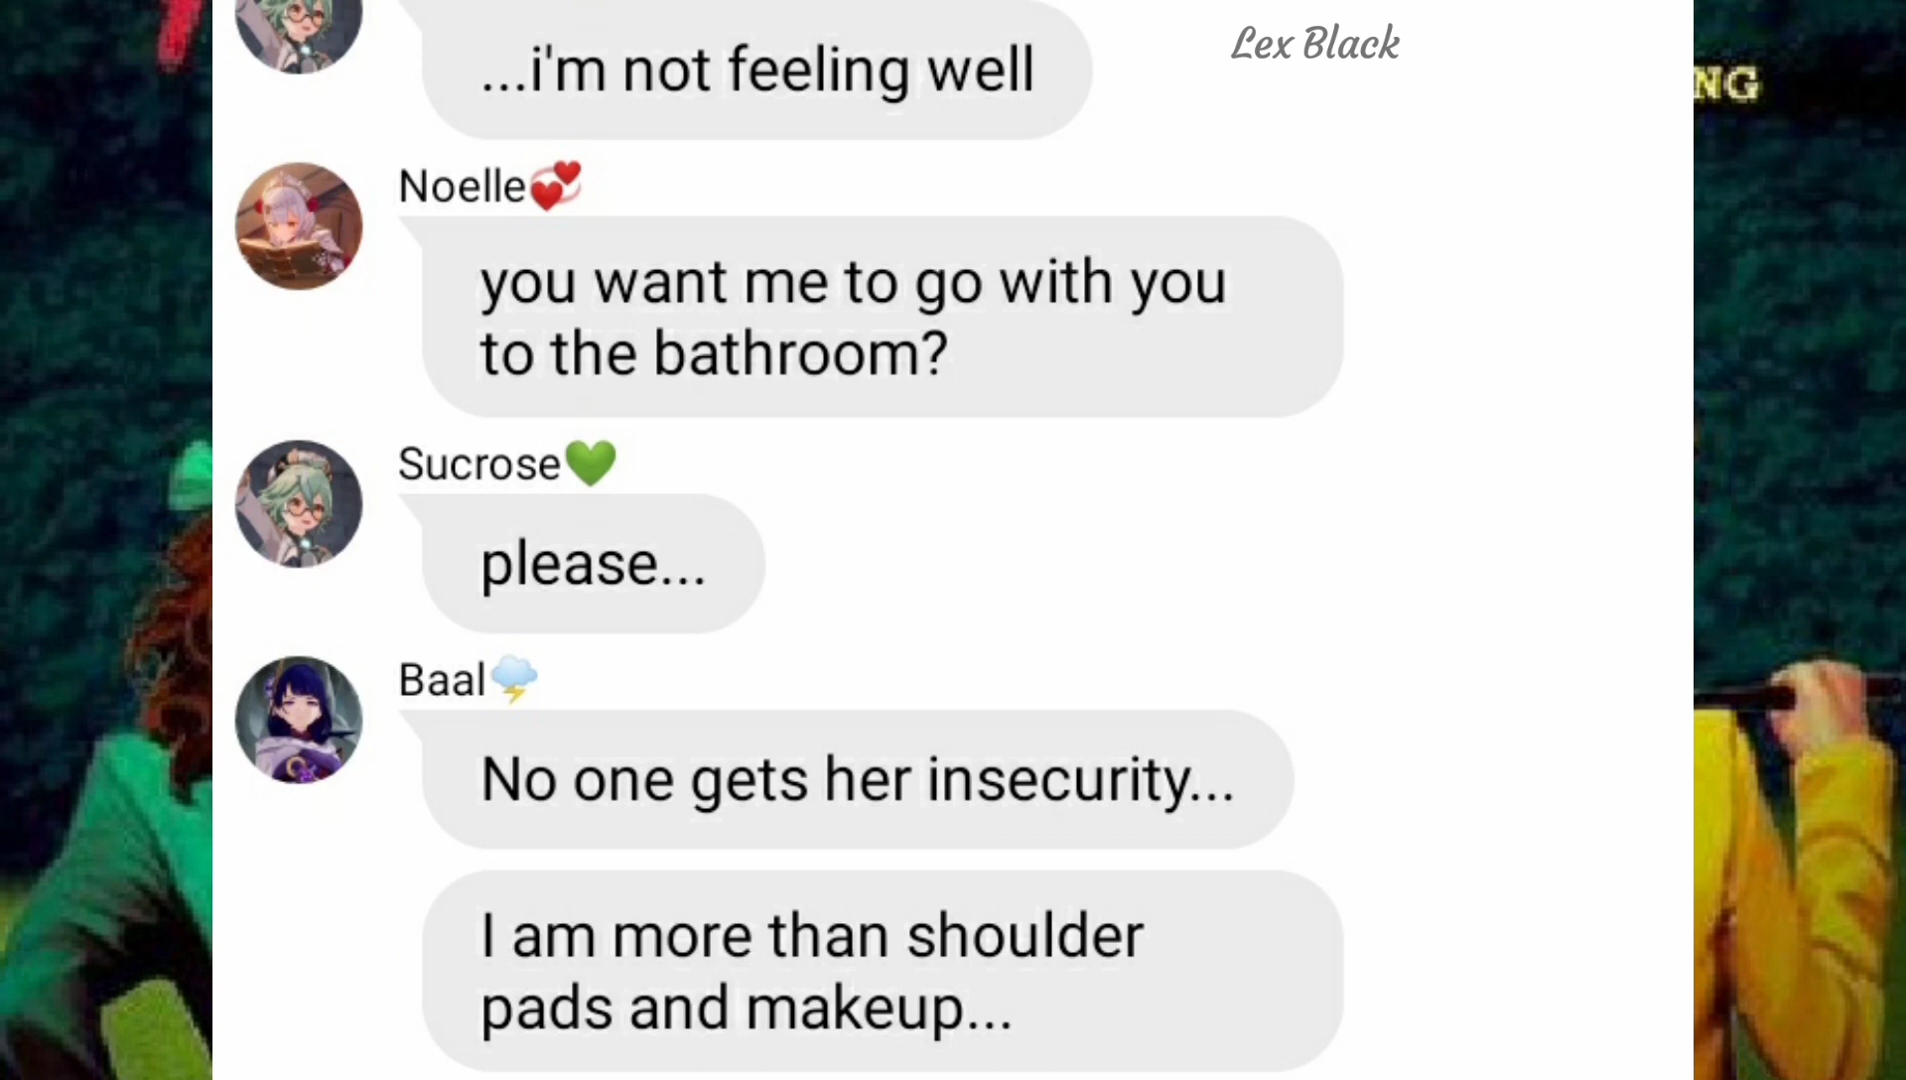 ...i'm not feeling well
Lex Black
NG
Noelle💞
you want me to go with you
to the bathroom?
Sucrose💚
please...
Baal🌩️
No one gets her insecurity...
I am more than shoulder
pads and makeup...